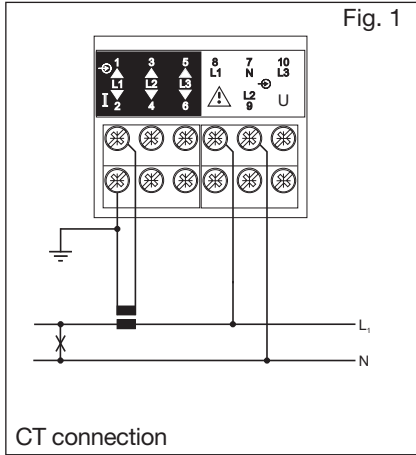 Fig. 1
1 3 5 8 7 10
L1 N L3
L1 L2 L3
L2
I 2 4 6 9 U
L1
N
CT connection